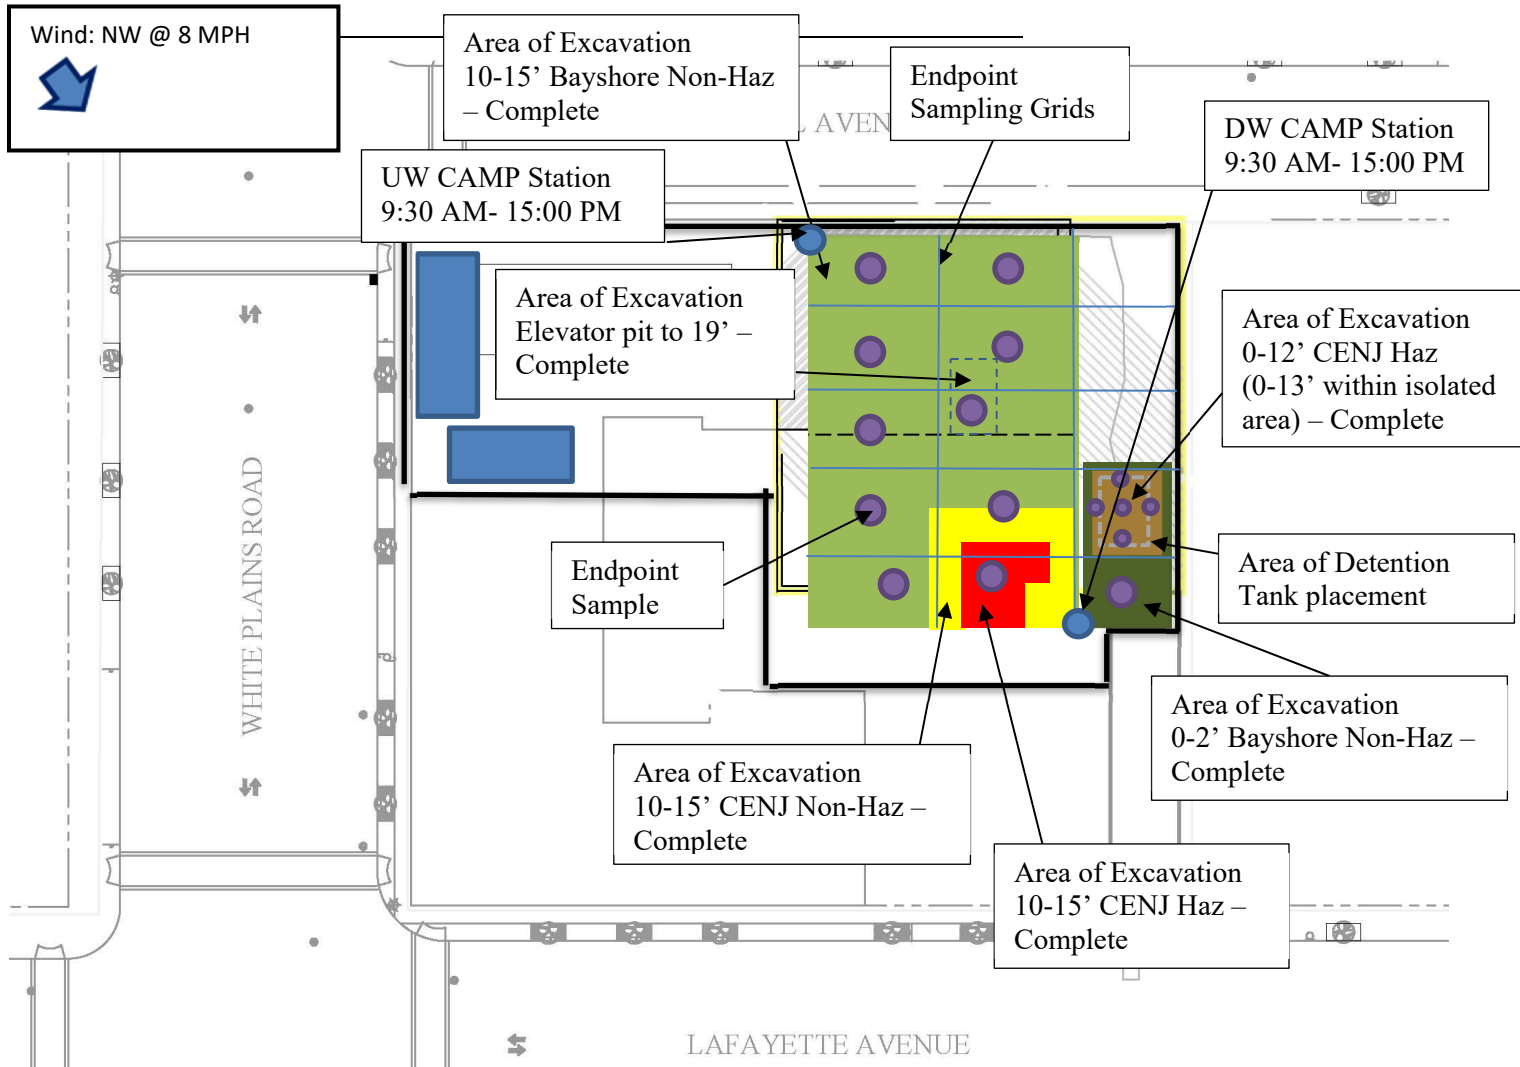 Wind: NW @ 8 MPH
Area of Excavation
10-15’ Bayshore Non-Haz
– Complete
Endpoint
Sampling Grids
DW CAMP Station
9:30 AM- 15:00 PM
UW CAMP Station
9:30 AM- 15:00 PM
Area of Excavation
Elevator pit to 19’ –
Complete
Area of Excavation
0-12’ CENJ Haz
(0-13’ within isolated
area) – Complete
WHITE PLAINS ROAD
Endpoint
Sample
Area of Detention
Tank placement
Area of Excavation
0-2’ Bayshore Non-Haz –
Complete
Area of Excavation
10-15’ CENJ Non-Haz –
Complete
Area of Excavation
10-15’ CENJ Haz –
Complete
LAFAYETTE AVENUE